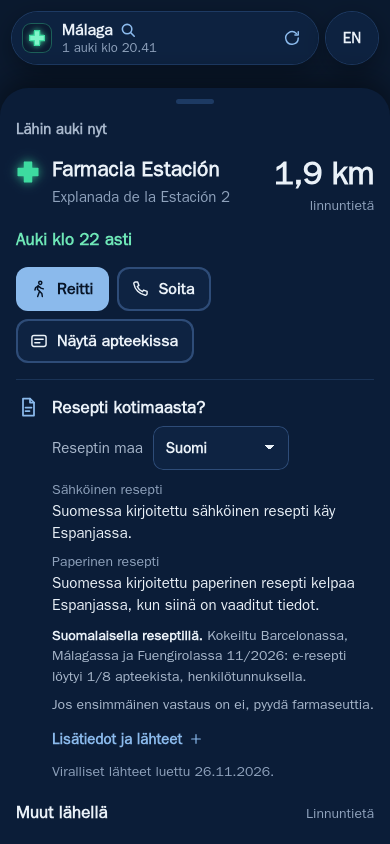 Málaga
1 auki klo 20.41
EN
Lähin auki nyt
Farmacia Estación
1,9 km
Explanada de la Estación 2
linnuntietä
Auki klo 22 asti
Reitti
Soita
Näytä apteekissa
Resepti kotimaasta?
Reseptin maa
Suomi
Sähköinen resepti
Suomessa kirjoitettu sähköinen resepti käy
Espanjassa.
Paperinen resepti
Suomessa kirjoitettu paperinen resepti kelpaa
Espanjassa, kun siinä on vaaditut tiedot.
Suomalaisella reseptillä. Kokeiltu Barcelonassa,
Málagassa ja Fuengirolassa 11/2026: e-resepti
löytyi 1/8 apteekista, henkilötunnuksella.
Jos ensimmäinen vastaus on ei, pyydä farmaseuttia.
Lisätiedot ja lähteet +
Viralliset lähteet luettu 26.11.2026.
Muut lähellä
Linnuntietä